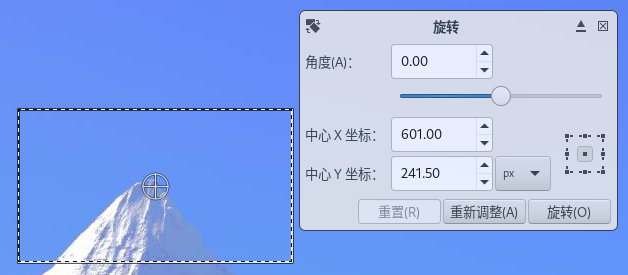 旋转
角度(A)： 0.00
中心 X 坐标： 601.00
中心 Y 坐标： 241.50 px
重置(R) 重新调整(A) 旋转(O)